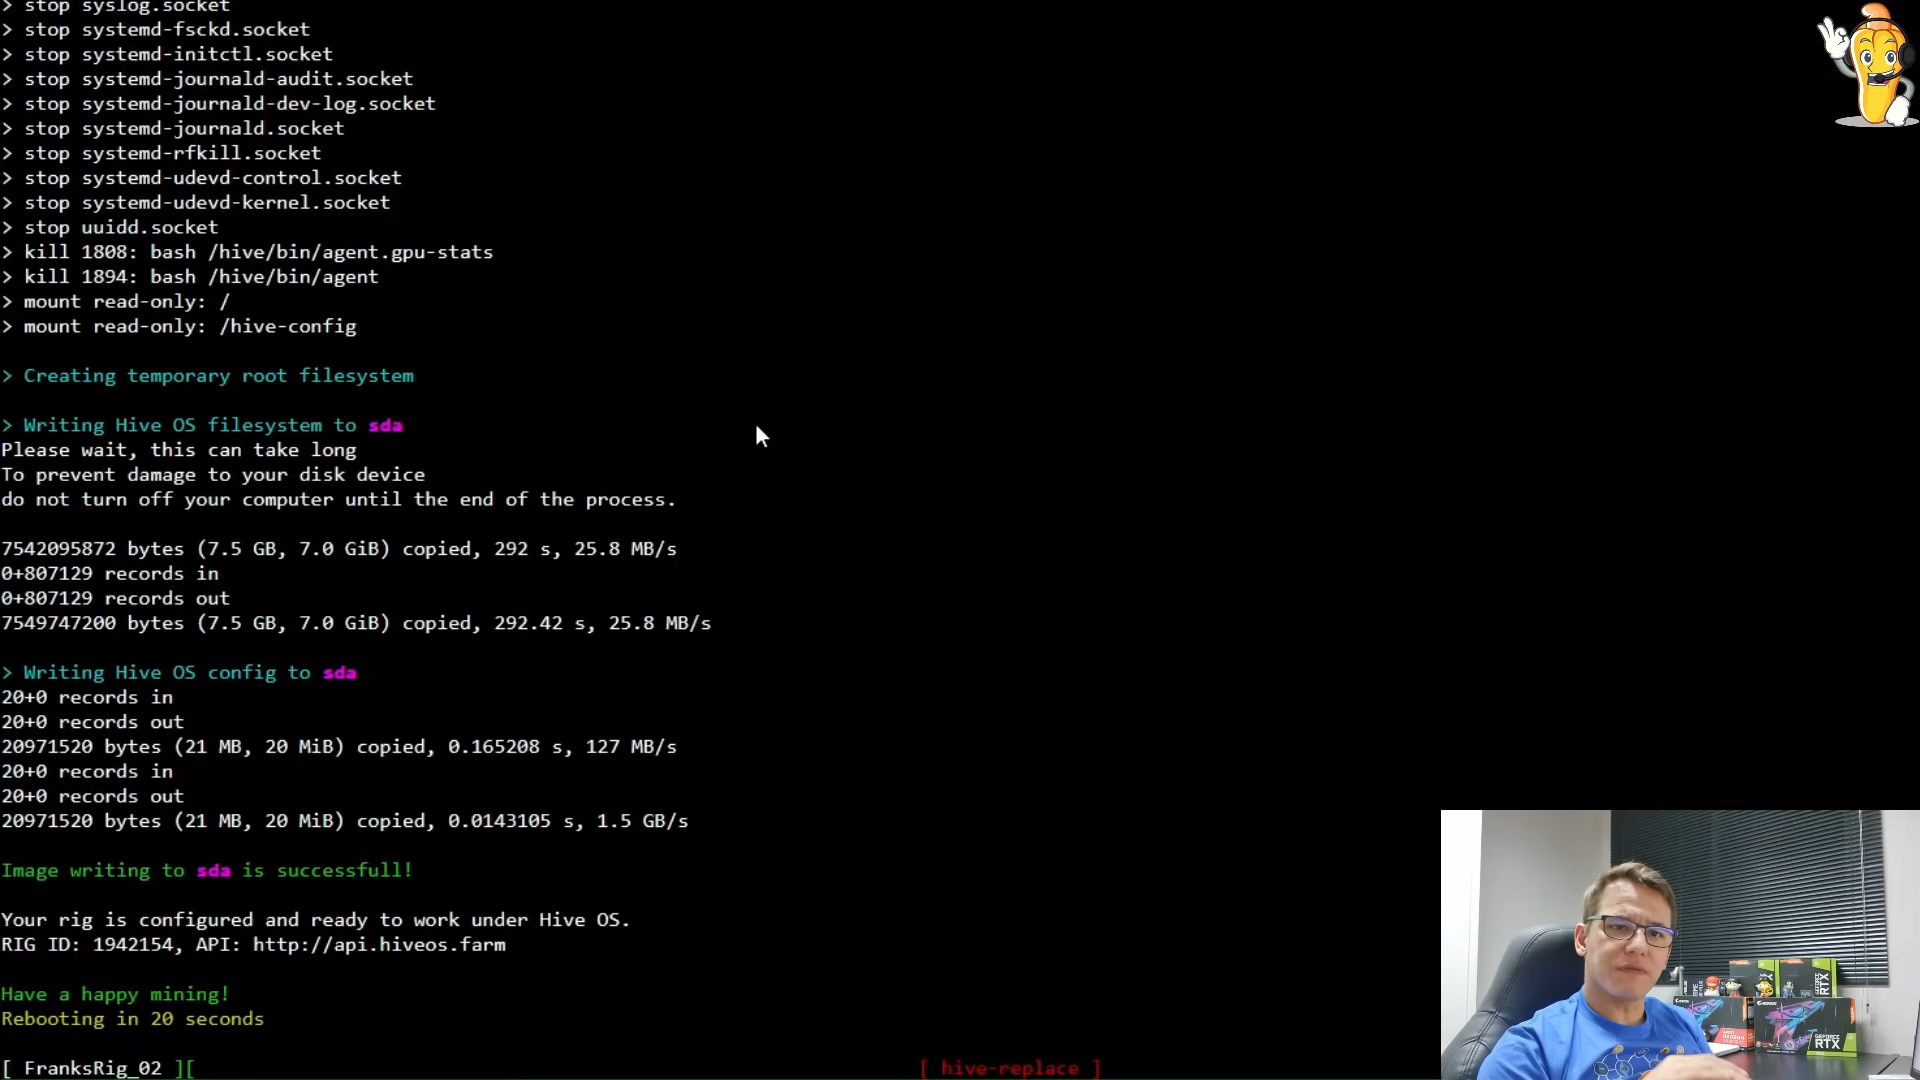 > stop syslog.socket
> stop systemd-fsckd.socket
> stop systemd-initctl.socket
> stop systemd-journald-audit.socket
> stop systemd-journald-dev-log.socket
> stop systemd-journald.socket
> stop systemd-rfkill.socket
> stop systemd-udevd-control.socket
> stop systemd-udevd-kernel.socket
> stop uuidd.socket
> kill 1808: bash /hive/bin/agent.gpu-stats
> kill 1894: bash /hive/bin/agent
> mount read-only: /
> mount read-only: /hive-config
> Creating temporary root filesystem
> Writing Hive OS filesystem to sda
Please wait, this can take long
To prevent damage to your disk device
do not turn off your computer until the end of the process.
7542095872 bytes (7.5 GB, 7.0 GiB) copied, 292 s, 25.8 MB/s
0+807129 records in
0+807129 records out
7549747200 bytes (7.5 GB, 7.0 GiB) copied, 292.42 s, 25.8 MB/s
> Writing Hive OS config to sda
20+0 records in
20+0 records out
20971520 bytes (21 MB, 20 MiB) copied, 0.165208 s, 127 MB/s
20+0 records in
20+0 records out
20971520 bytes (21 MB, 20 MiB) copied, 0.0143105 s, 1.5 GB/s
Image writing to sda is successfull!
Your rig is configured and ready to work under Hive OS.
RIG ID: 1942154, API: http://api.hiveos.farm
Have a happy mining!
Rebooting in 20 seconds
[ FranksRig_02 ][ [ hive-replace ]
GEFORCE RTX